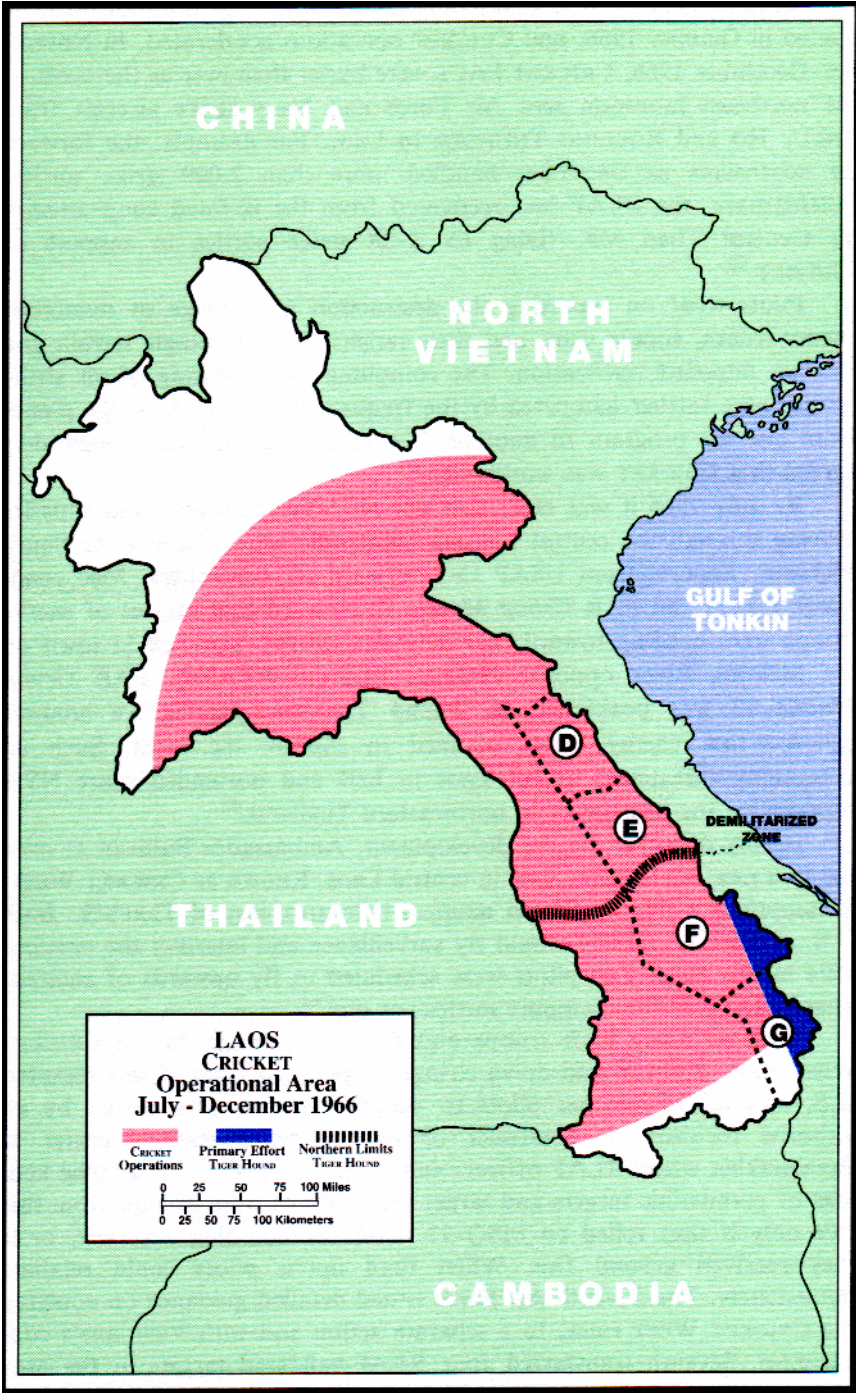 CHINA
NORTH
VIETNAM
GULF OF
TONKIN
D
E
DEMILITARIZED
ZONE
THAILAND
F
G
LAOS
CRICKET
Operational Area
July - December 1966
CRICKET
Operations
Primary Effort
TIGER HOUND
Northern Limits
TIGER HOUND
0 25 50 75 100 Miles
0 25 50 75 100 Kilometers
CAMBODIA